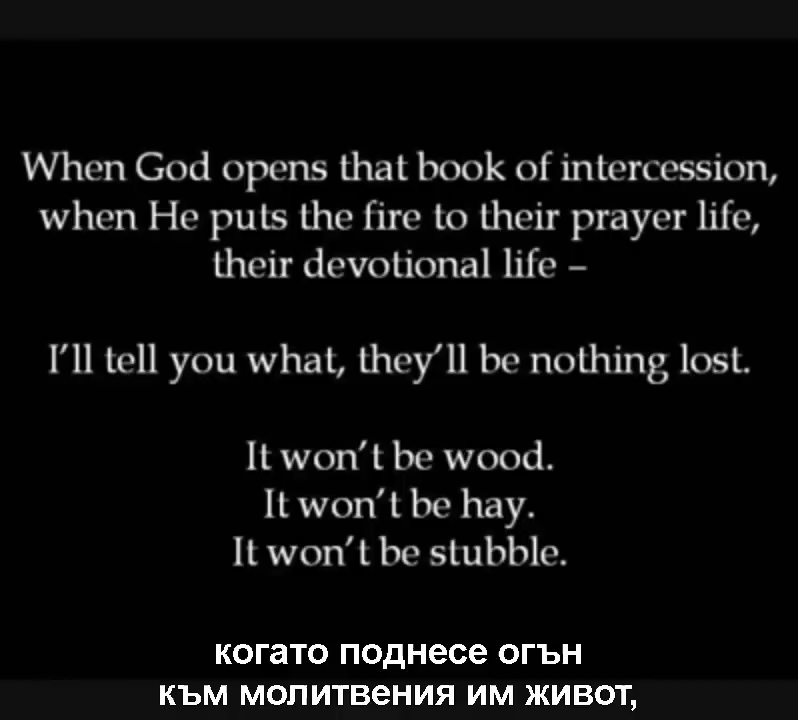 When God opens that book of intercession,
when He puts the fire to their prayer life,
their devotional life –
I'll tell you what, they'll be nothing lost.
It won't be wood.
It won't be hay.
It won't be stubble.
когато поднесе огън
към молитвения им живот,